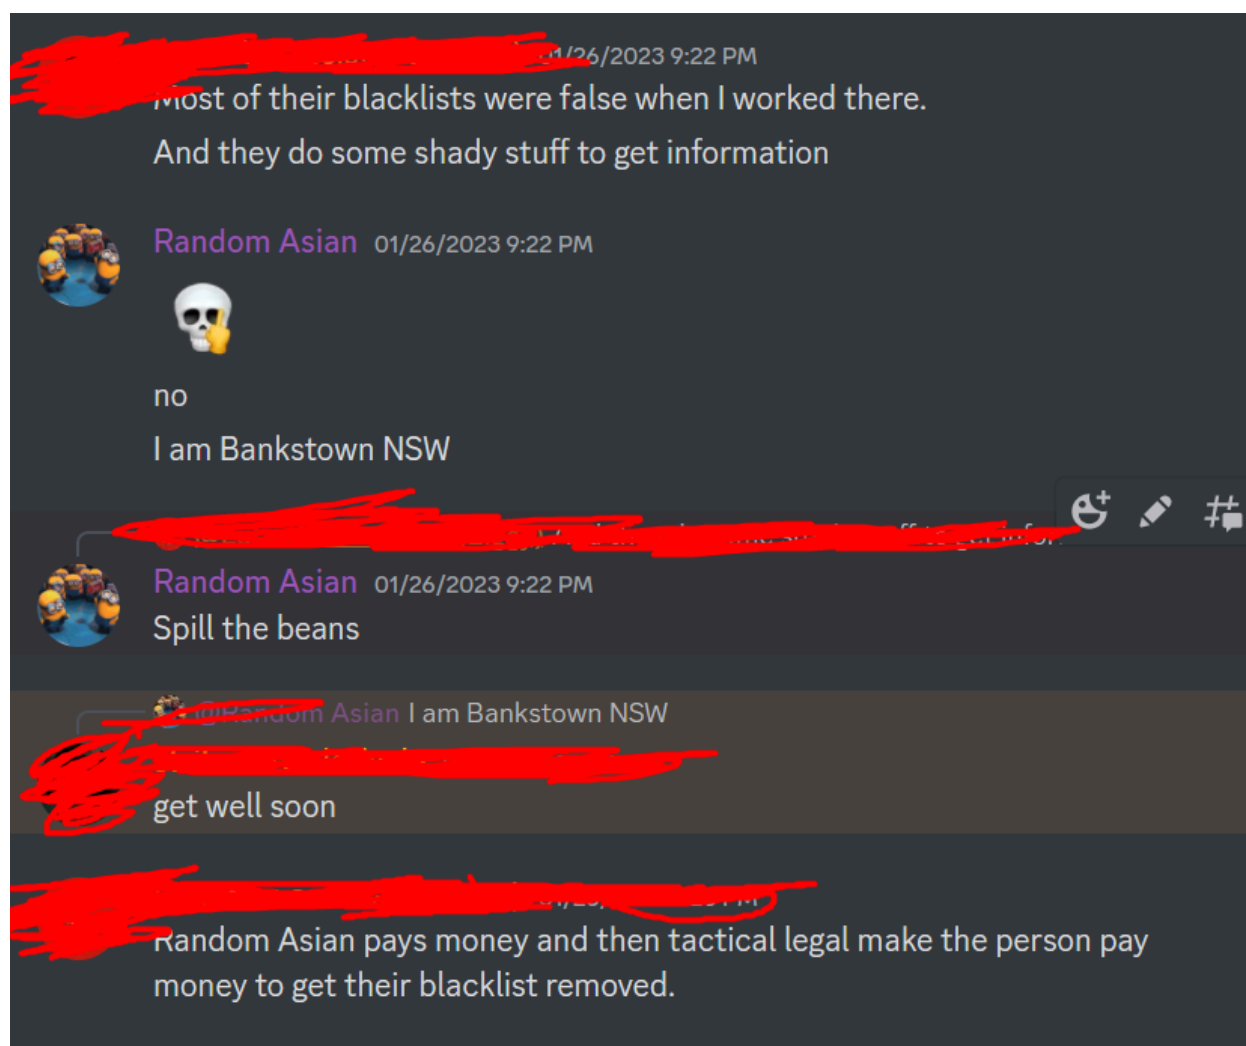 /26/2023 9:22 PM
Most of their blacklists were false when I worked there.
And they do some shady stuff to get information
Random Asian 01/26/2023 9:22 PM
no
I am Bankstown NSW
Random Asian 01/26/2023 9:22 PM
Spill the beans
@Random Asian I am Bankstown NSW
get well soon
PM
Random Asian pays money and then tactical legal make the person pay
money to get their blacklist removed.